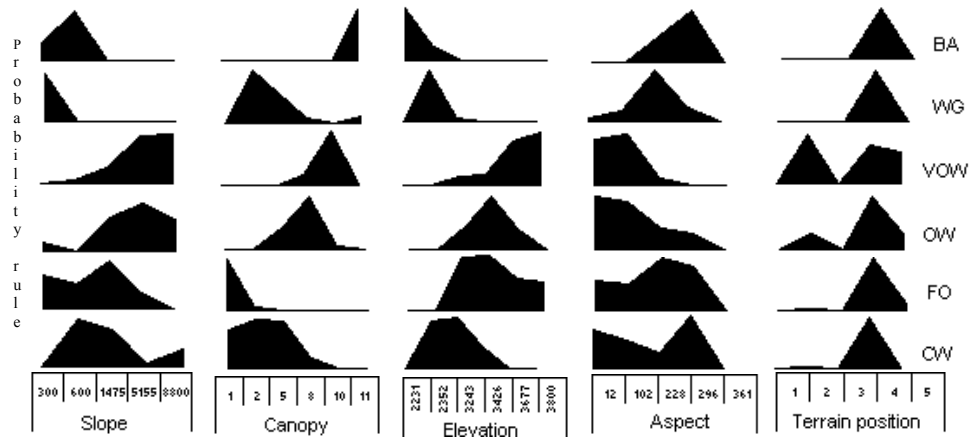 Probability rule
BA
WG
VOW
OW
FO
CW
300 600 1475 5155 8800
1 2 5 8 10 11
2231 2352 3243 3426 3677 3800
12 102 228 296 361
1 2 3 4 5
Slope Canopy Elevation Aspect Terrain position